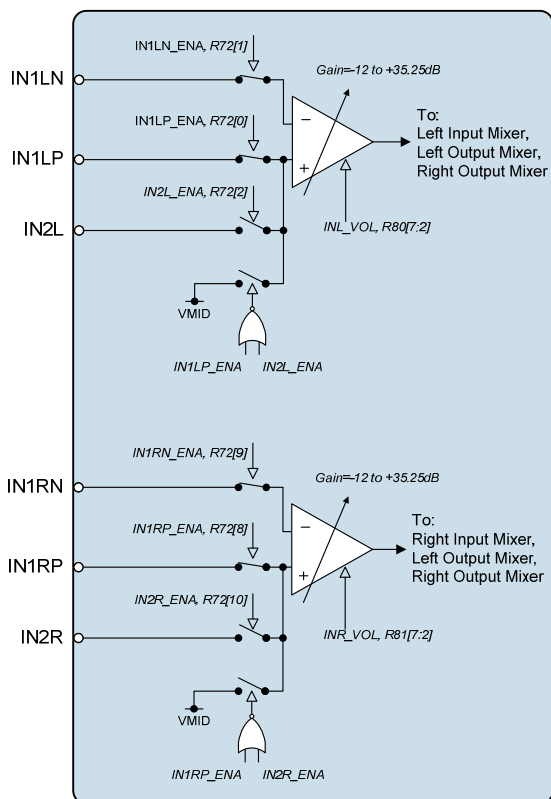 IN1LN_ENA, R72[1]
Gain=-12 to +35.25dB
IN1LN
IN1LP_ENA, R72[0]
To:
Left Input Mixer,
Left Output Mixer,
Right Output Mixer
−
IN1LP
+
IN2L_ENA, R72[2]
IN2L
INL_VOL, R80[7:2]
VMID
IN1LP_ENA IN2L_ENA
IN1RN_ENA, R72[9]
Gain=-12 to +35.25dB
IN1RN
IN1RP_ENA, R72[8]
To:
Right Input Mixer,
Left Output Mixer,
Right Output Mixer
−
IN1RP
+
IN2R_ENA, R72[10]
IN2R
INR_VOL, R81[7:2]
VMID
IN1RP_ENA IN2R_ENA